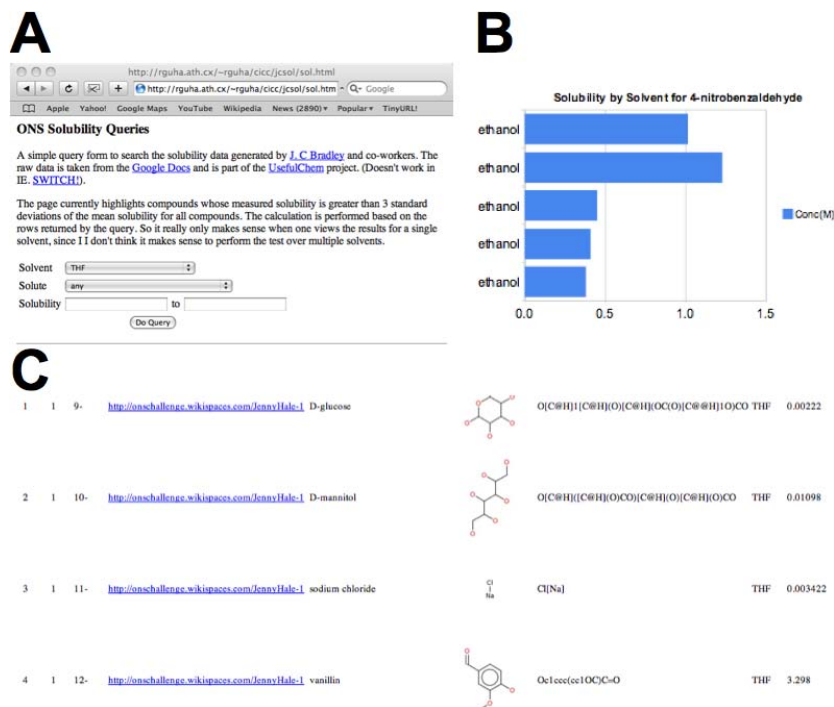 A
http://rguha.ath.cx/~rguha/cicc/jcsol/sol.html
http://rguha.ath.cx/~rguha/cicc/jcsol/sol.htm Google
Apple Yahoo! Google Maps YouTube Wikipedia News (2890) Popular TinyURL!
ONS Solubility Queries
A simple query form to search the solubility data generated by J. C Bradley and co-workers. The
raw data is taken from the Google Docs and is part of the UsefulChem project. (Doesn't work in
IE. SWITCH!).
The page currently highlights compounds whose measured solubility is greater than 3 standard
deviations of the mean solubility for all compounds. The calculation is performed based on the
rows returned by the query. So it really only makes sense when one views the results for a single
solvent, since I I don't think it makes sense to perform the test over multiple solvents.
Solvent THF
Solute any
Solubility to
Do Query
B
Solubility by Solvent for 4-nitrobenzaldehyde
ethanol
ethanol
ethanol
ethanol
ethanol
Conc(M)
0.0 0.5 1.0 1.5
C
1 1 9- http://onschallenge.wikispaces.com/JennyHale-1 D-glucose O[C@H]1[C@H](O)[C@H](OC(O)[C@@H]1O)CO THF 0.00222
2 1 10- http://onschallenge.wikispaces.com/JennyHale-1 D-mannitol O[C@H]([C@H](O)CO)[C@H](O)[C@H](O)CO THF 0.01098
3 1 11- http://onschallenge.wikispaces.com/JennyHale-1 sodium chloride Cl Na Cl[Na] THF 0.003422
4 1 12- http://onschallenge.wikispaces.com/JennyHale-1 vanillin Oc1ccc(cc1OC)C=O THF 3.298